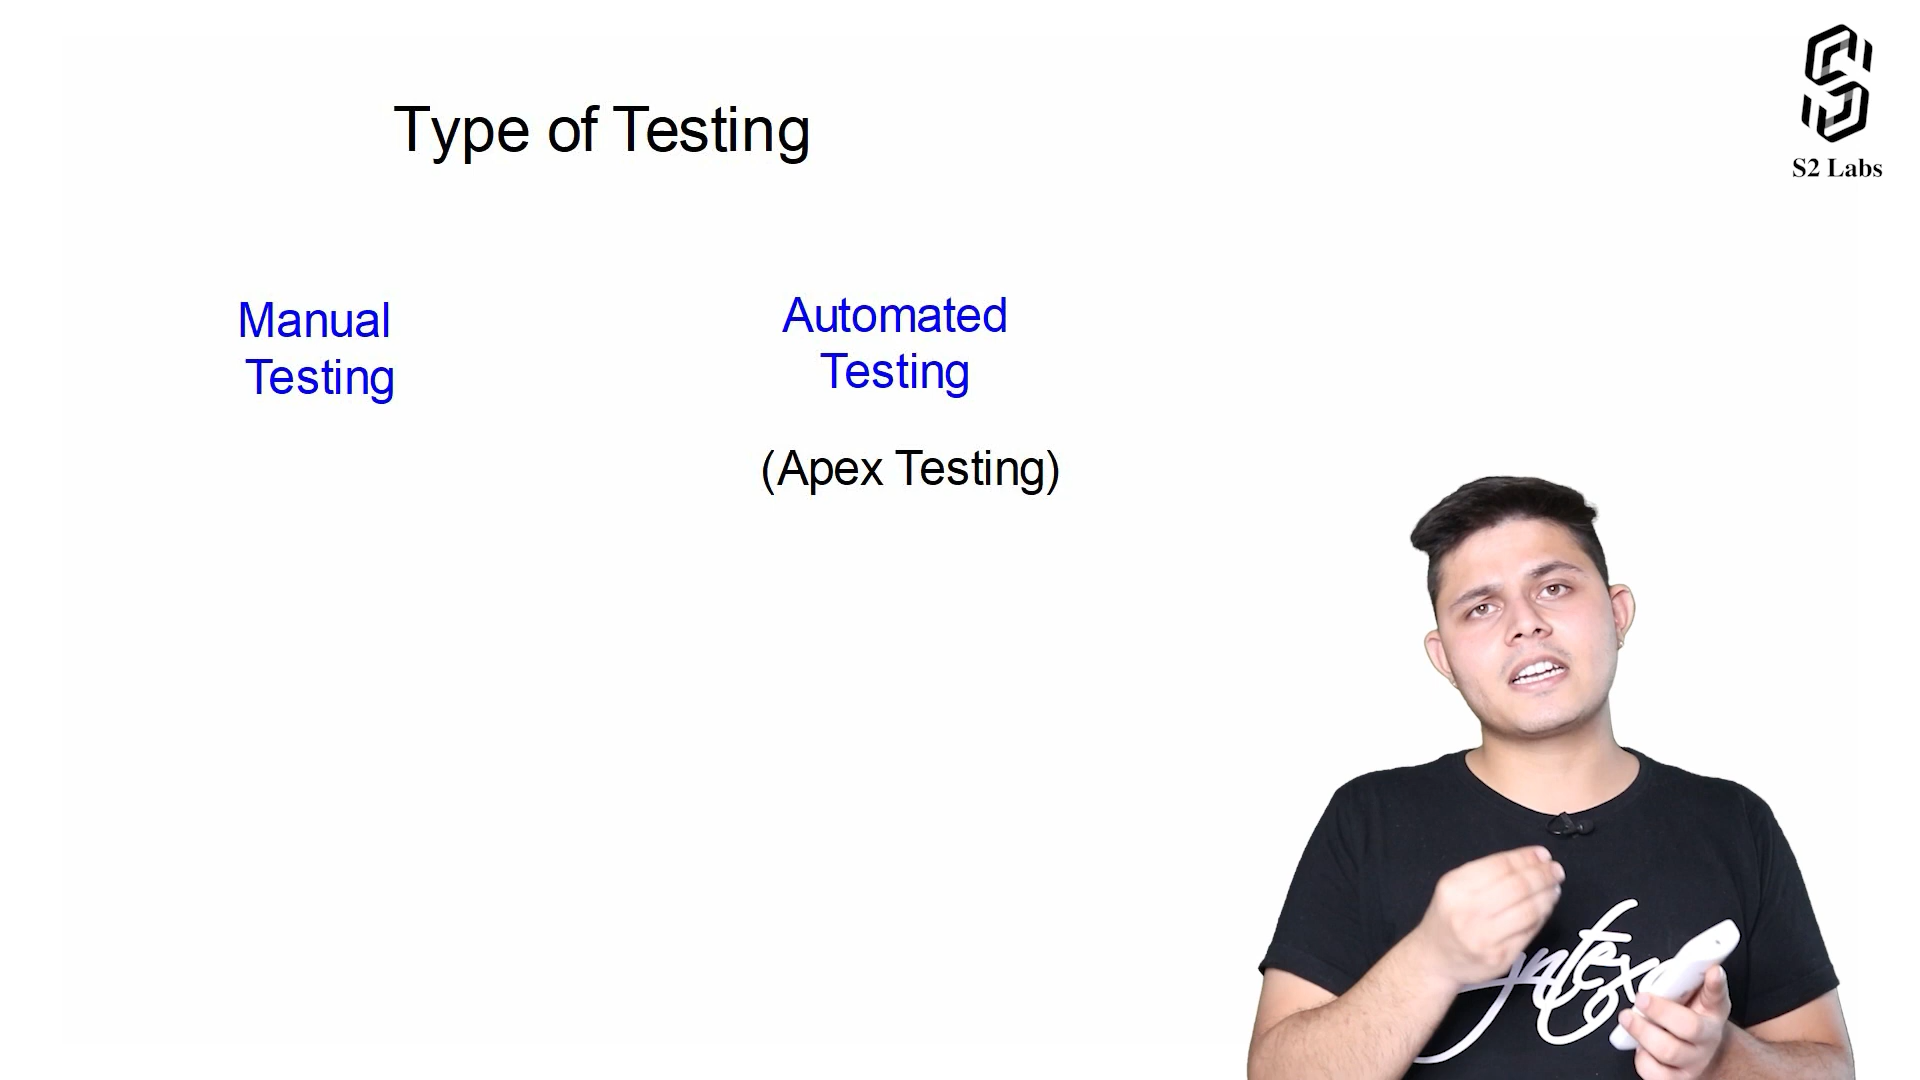 Type of Testing
Manual
Testing
Automated
Testing
(Apex Testing)
S2 Labs